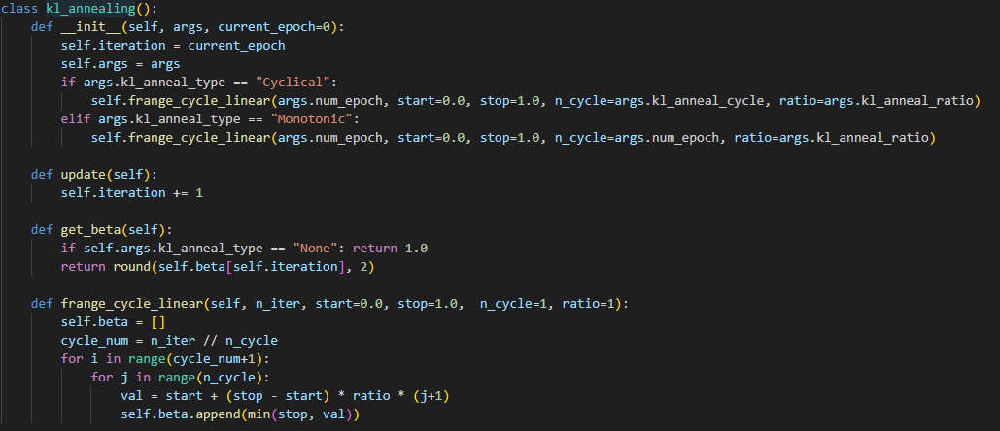 class kl_annealing():
    def __init__(self, args, current_epoch=0):
        self.iteration = current_epoch
        self.args = args
        if args.kl_anneal_type == "Cyclical":
            self.frange_cycle_linear(args.num_epoch, start=0.0, stop=1.0, n_cycle=args.kl_anneal_cycle, ratio=args.kl_anneal_ratio)
        elif args.kl_anneal_type == "Monotonic":
            self.frange_cycle_linear(args.num_epoch, start=0.0, stop=1.0, n_cycle=args.num_epoch, ratio=args.kl_anneal_ratio)

    def update(self):
        self.iteration += 1

    def get_beta(self):
        if self.args.kl_anneal_type == "None": return 1.0
        return round(self.beta[self.iteration], 2)

    def frange_cycle_linear(self, n_iter, start=0.0, stop=1.0,  n_cycle=1, ratio=1):
        self.beta = []
        cycle_num = n_iter // n_cycle
        for i in range(cycle_num+1):
            for j in range(n_cycle):
                val = start + (stop - start) * ratio * (j+1)
                self.beta.append(min(stop, val))